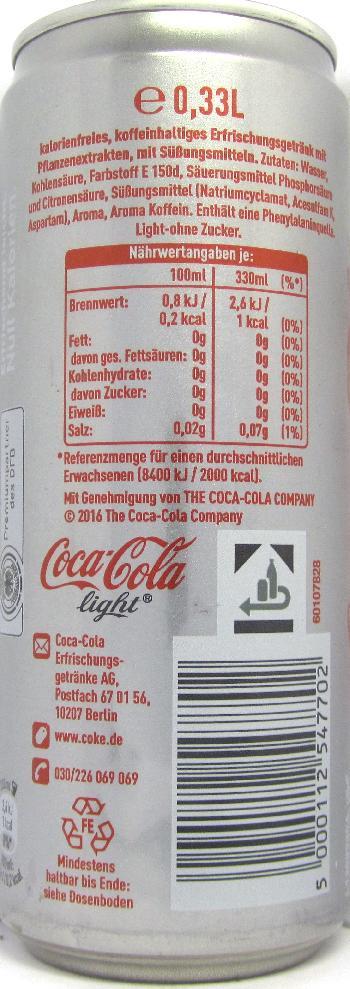 ℮ 0,33L
kalorienfreies, koffeinhaltiges Erfrischungsgetränk mit
Pflanzenextrakten, mit Süßungsmitteln. Zutaten: Wasser,
Kohlensäure, Farbstoff E 150d, Säuerungsmittel Phosphorsäure
und Citronensäure, Süßungsmittel (Natriumcyclamat, Acesulfam K,
Aspartam), Aroma, Aroma Koffein. Enthält eine Phenylalaninquelle.
Light-ohne Zucker.
Nährwertangaben je:
100ml 330ml (%*)
Brennwert: 0,8 kJ / 2,6 kJ /
0,2 kcal 1 kcal (0%)
Fett: 0g 0g (0%)
davon ges. Fettsäuren: 0g 0g (0%)
Kohlenhydrate: 0g 0g (0%)
davon Zucker: 0g 0g (0%)
Eiweiß: 0g 0g (0%)
Salz: 0,02g 0,07g (1%)
*Referenzmenge für einen durchschnittlichen
Erwachsenen (8400 kJ / 2000 kcal).
Mit Genehmigung von THE COCA-COLA COMPANY
© 2016 The Coca-Cola Company
Coca-Cola
light®
60107828
Coca-Cola
Erfrischungs-
getränke AG,
Postfach 67 01 56,
10207 Berlin
www.coke.de
030/226 069 069
FE
Mindestens
haltbar bis Ende:
siehe Dosenboden
5 000112 547702
Null Kalorien
Premiumpartner
des DFB